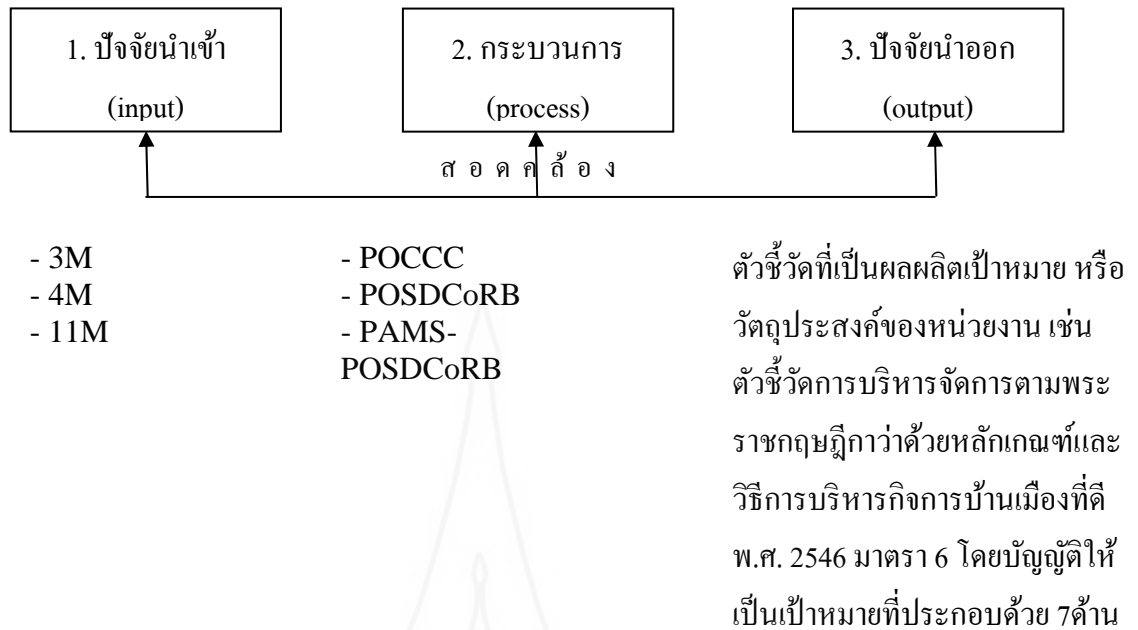 1. ปัจจัยนำเข้า
(input)
2. กระบวนการ
(process)
3. ปัจจัยนำออก
(output)
ส อ ด ค ล้ อ ง
- 3M
- 4M
- 11M
- POCCC
- POSDCoRB
- PAMS-
POSDCoRB
ตัวชี้วัดที่เป็นผลผลิตเป้าหมาย หรือ
วัตถุประสงค์ของหน่วยงาน เช่น
ตัวชี้วัดการบริหารจัดการตามพระ
ราชกฤษฎีกาว่าด้วยหลักเกณฑ์และ
วิธีการบริหารกิจการบ้านเมืองที่ดี
พ.ศ. 2546 มาตรา 6 โดยบัญญัติให้
เป็นเป้าหมายที่ประกอบด้วย 7ด้าน